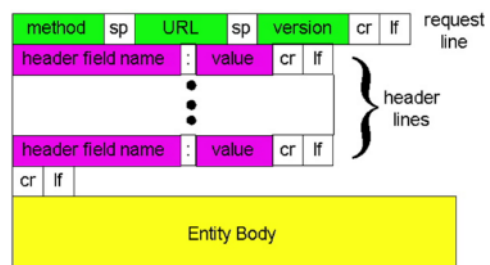 method sp URL sp version cr lf request line
header field name : value cr lf
header lines
header field name : value cr lf
cr lf
Entity Body